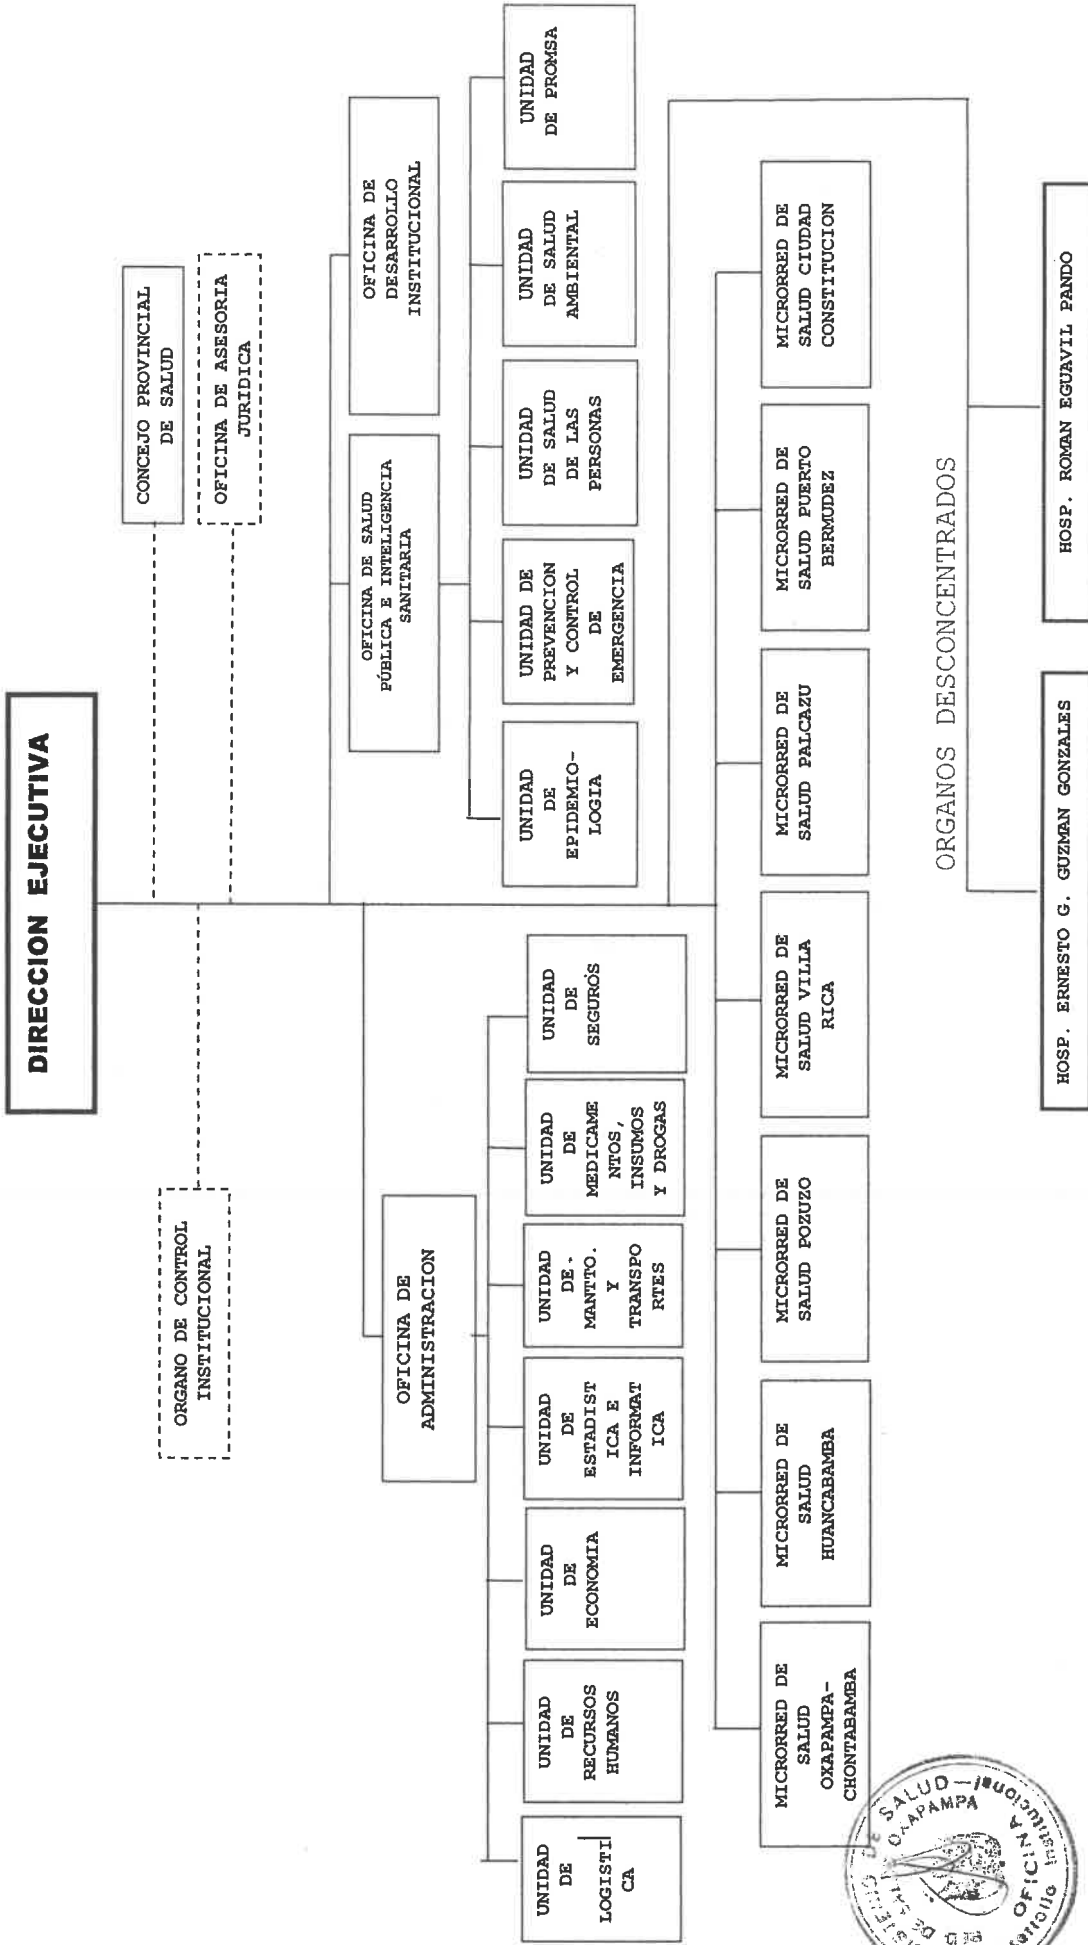 DIRECCION EJECUTIVA
CONCEJO PROVINCIAL
DE SALUD
ORGANO DE CONTROL
INSTITUCIONAL
OFICINA DE ASESORIA
JURIDICA
OFICINA DE
ADMINISTRACION
OFICINA DE SALUD
PÚBLICA E INTELIGENCIA
SANITARIA
OFICINA DE
DESARROLLO
INSTITUCIONAL
UNIDAD
DE
LOGISTI
CA
UNIDAD
DE
RECURSOS
HUMANOS
UNIDAD
DE
ECONOMIA
UNIDAD
DE
ESTADIST
ICA E
INFORMAT
ICA
UNIDAD
DE.
MANTTO.
Y
TRANSPO
RTES
UNIDAD
DE
MEDICAME
NTOS,
INSUMOS
Y DROGAS
UNIDAD
DE
SEGUROS
UNIDAD
DE
EPIDEMIO-
LOGIA
UNIDAD DE
PREVENCION
Y CONTROL
DE
EMERGENCIA
UNIDAD
DE SALUD
DE LAS
PERSONAS
UNIDAD
DE SALUD
AMBIENTAL
UNIDAD
DE PROMSA
MICRORRED DE
SALUD
OXAPAMPA-
CHONTABAMBA
MICRORRED DE
SALUD
HUANCABAMBA
MICRORRED DE
SALUD POZUZO
MICRORRED DE
SALUD VILLA
RICA
MICRORRED DE
SALUD PALCAZU
MICRORRED DE
SALUD PUERTO
BERMUDEZ
MICRORRED DE
SALUD CIUDAD
CONSTITUCION
ORGANOS DESCONCENTRADOS
HOSP. ERNESTO G. GUZMAN GONZALES
HOSP. ROMAN EGUAVIL PANDO
DE SALUD
RED DE SALUD OXAPAMPA
OFICINA
Institucional